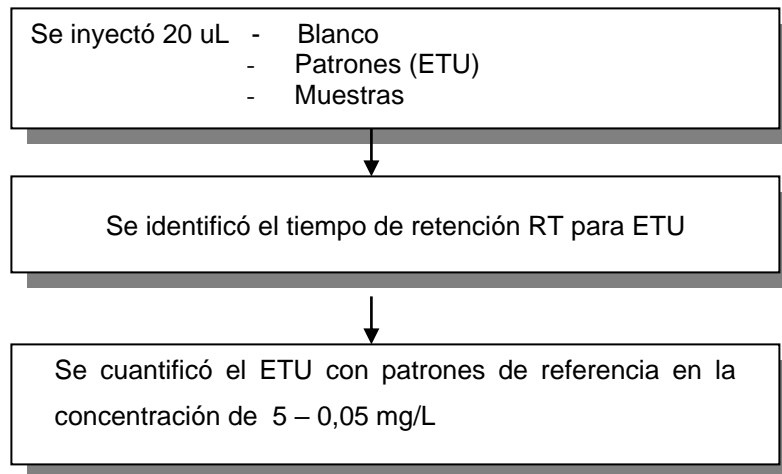 Se inyectó 20 uL - Blanco
- Patrones (ETU)
- Muestras
Se identificó el tiempo de retención RT para ETU
Se cuantificó el ETU con patrones de referencia en la
concentración de 5 – 0,05 mg/L